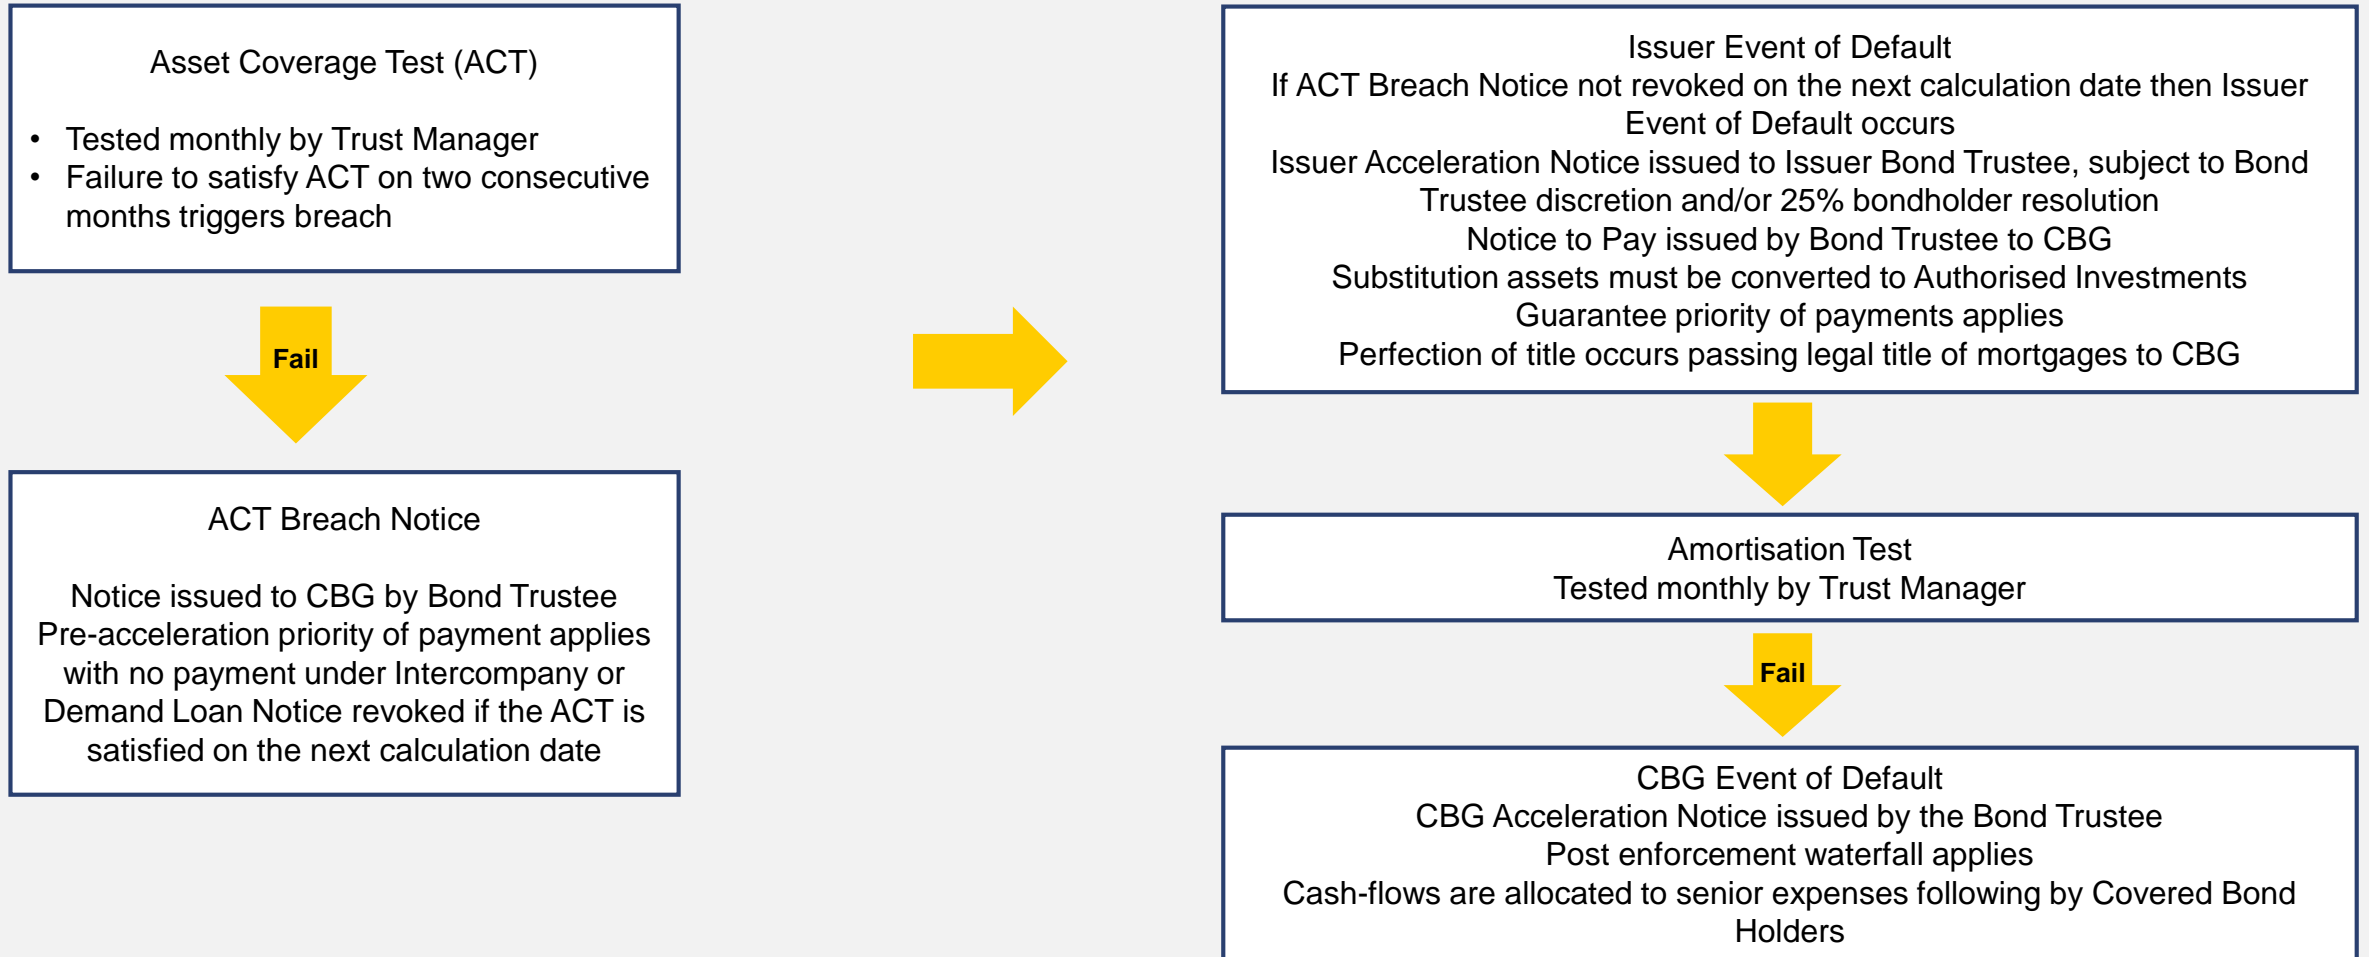 Asset Coverage Test (ACT)
• Tested monthly by Trust Manager
• Failure to satisfy ACT on two consecutive
months triggers breach
Fail
ACT Breach Notice
Notice issued to CBG by Bond Trustee
Pre-acceleration priority of payment applies
with no payment under Intercompany or
Demand Loan Notice revoked if the ACT is
satisfied on the next calculation date
Issuer Event of Default
If ACT Breach Notice not revoked on the next calculation date then Issuer
Event of Default occurs
Issuer Acceleration Notice issued to Issuer Bond Trustee, subject to Bond
Trustee discretion and/or 25% bondholder resolution
Notice to Pay issued by Bond Trustee to CBG
Substitution assets must be converted to Authorised Investments
Guarantee priority of payments applies
Perfection of title occurs passing legal title of mortgages to CBG
Amortisation Test
Tested monthly by Trust Manager
Fail
CBG Event of Default
CBG Acceleration Notice issued by the Bond Trustee
Post enforcement waterfall applies
Cash-flows are allocated to senior expenses following by Covered Bond
Holders